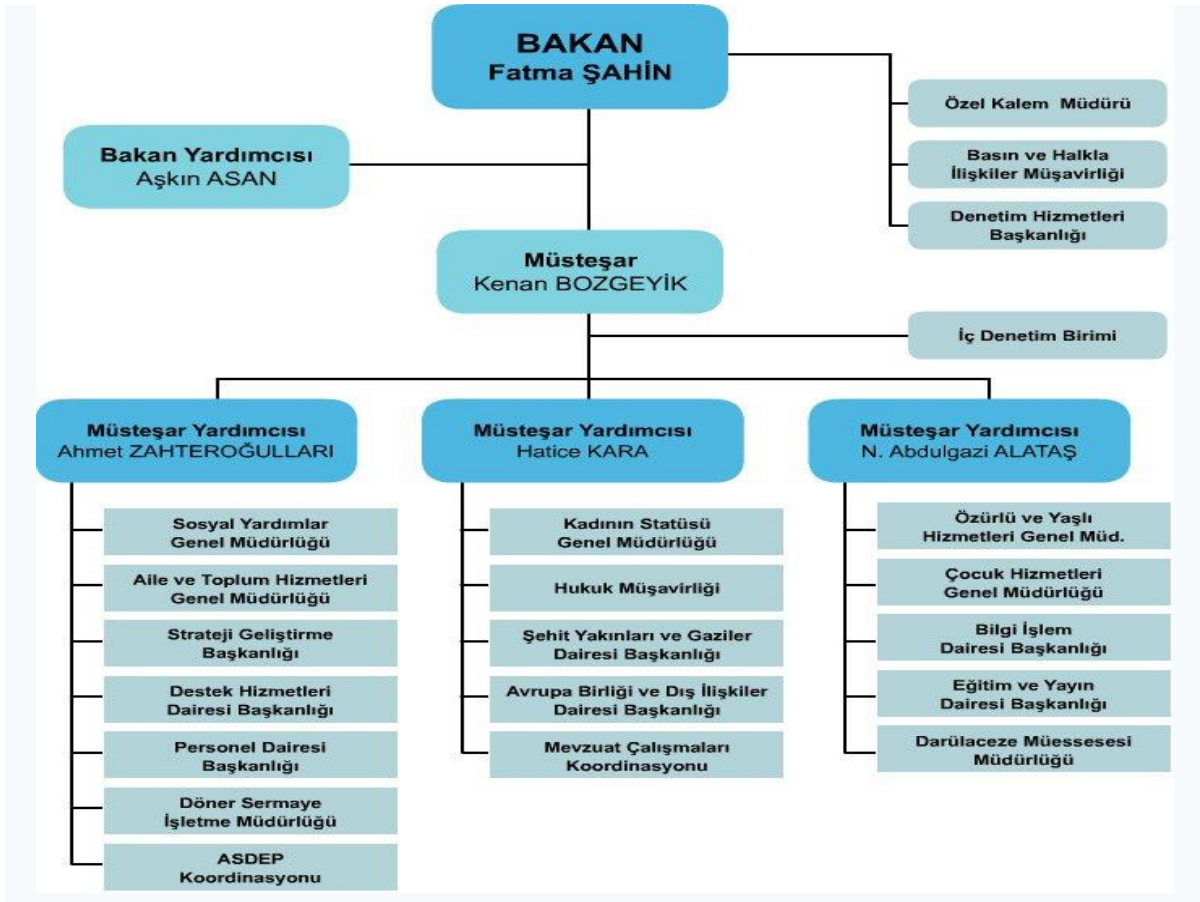 BAKAN
Fatma ŞAHİN
Özel Kalem Müdürü
Basın ve Halkla
İlişkiler Müşavirliği
Denetim Hizmetleri
Başkanlığı
Bakan Yardımcısı
Aşkın ASAN
Müsteşar
Kenan BOZGEYİK
İç Denetim Birimi
Müsteşar Yardımcısı
Ahmet ZAHTEROĞULLARI
Sosyal Yardımlar
Genel Müdürlüğü
Aile ve Toplum Hizmetleri
Genel Müdürlüğü
Strateji Geliştirme
Başkanlığı
Destek Hizmetleri
Dairesi Başkanlığı
Personel Dairesi
Başkanlığı
Döner Sermaye
İşletme Müdürlüğü
ASDEP
Koordinasyonu
Müsteşar Yardımcısı
Hatice KARA
Kadının Statüsü
Genel Müdürlüğü
Hukuk Müşavirliği
Şehit Yakınları ve Gaziler
Dairesi Başkanlığı
Avrupa Birliği ve Dış İlişkiler
Dairesi Başkanlığı
Mevzuat Çalışmaları
Koordinasyonu
Müsteşar Yardımcısı
N. Abdulgazi ALATAŞ
Özürlü ve Yaşlı
Hizmetleri Genel Müd.
Çocuk Hizmetleri
Genel Müdürlüğü
Bilgi İşlem
Dairesi Başkanlığı
Eğitim ve Yayın
Dairesi Başkanlığı
Darülaceze Müessesesi
Müdürlüğü